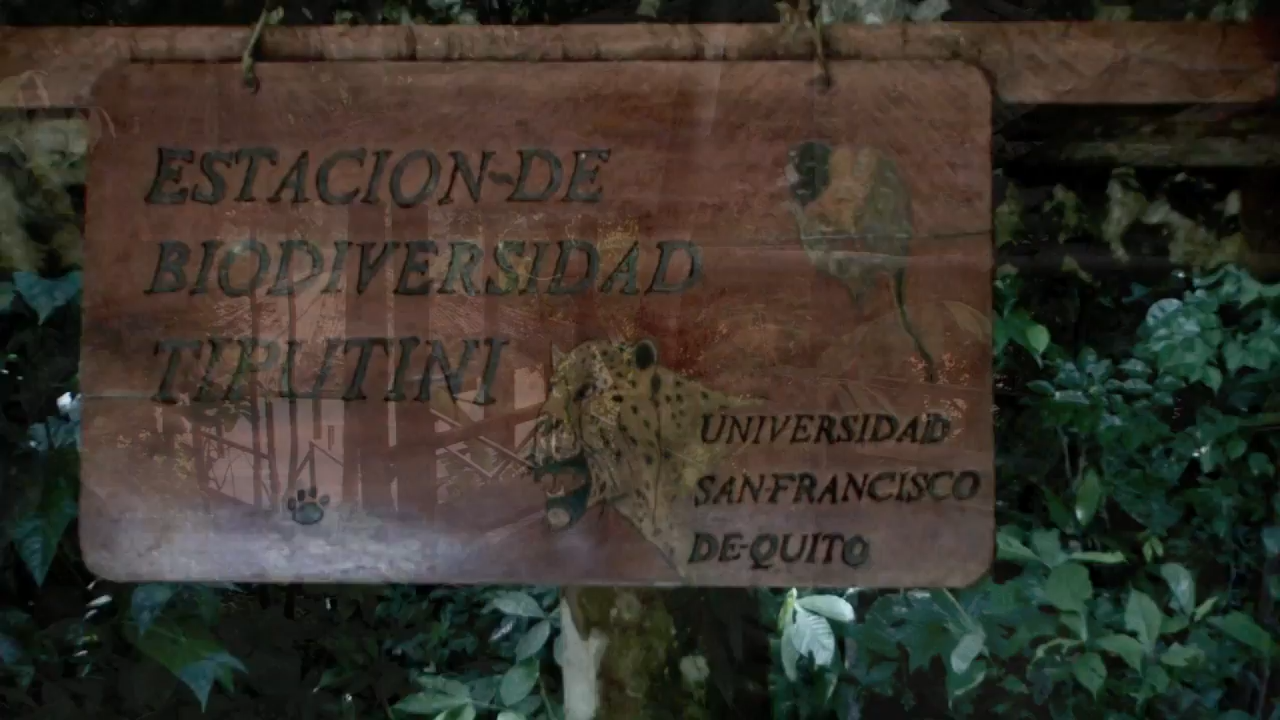 ESTACION-DE
BIODIVERSIDAD
TIPUTINI
UNIVERSIDAD
SAN-FRANCISCO
DE-QUITO